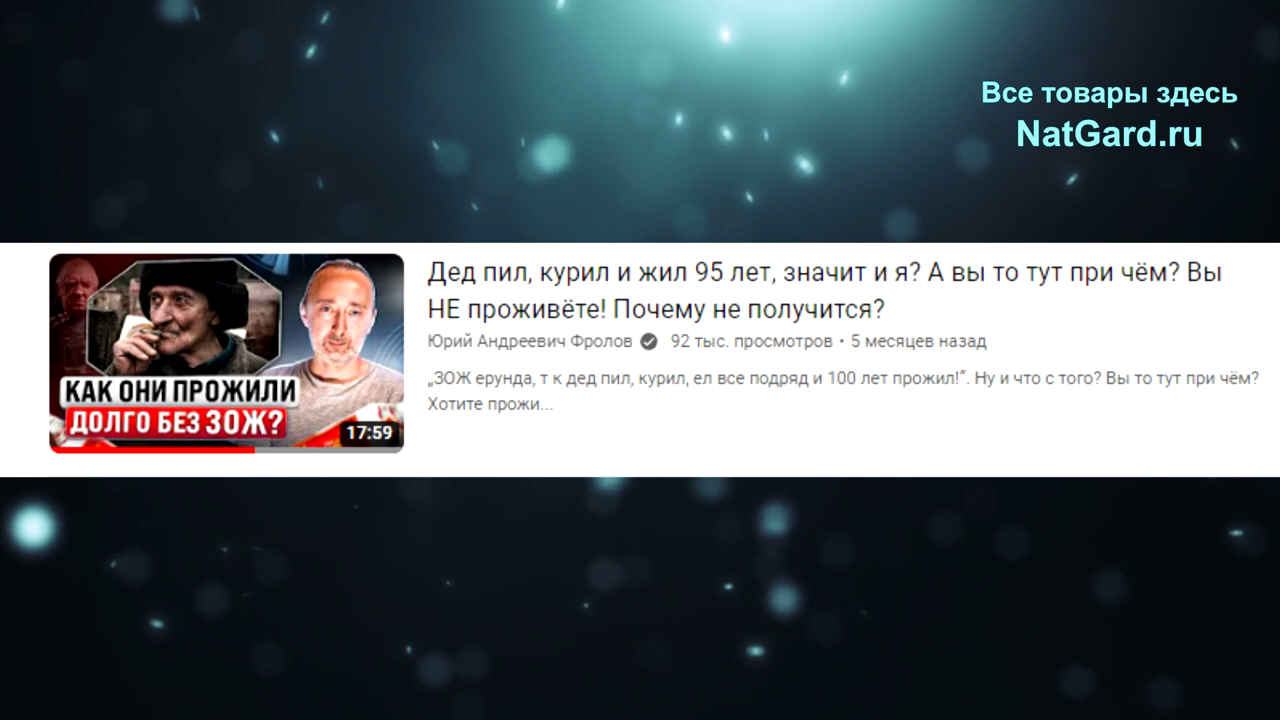 Все товары здесь
NatGard.ru
КАК ОНИ ПРОЖИЛИ
ДОЛГО БЕЗ ЗОЖ?
17:59
Дед пил, курил и жил 95 лет, значит и я? А вы то тут при чём? Вы
НЕ проживёте! Почему не получится?
Юрий Андреевич Фролов 92 тыс. просмотров • 5 месяцев назад
„ЗОЖ ерунда, т к дед пил, курил, ел все подряд и 100 лет прожил!”. Ну и что с того? Вы то тут при чём?
Хотите прожи...